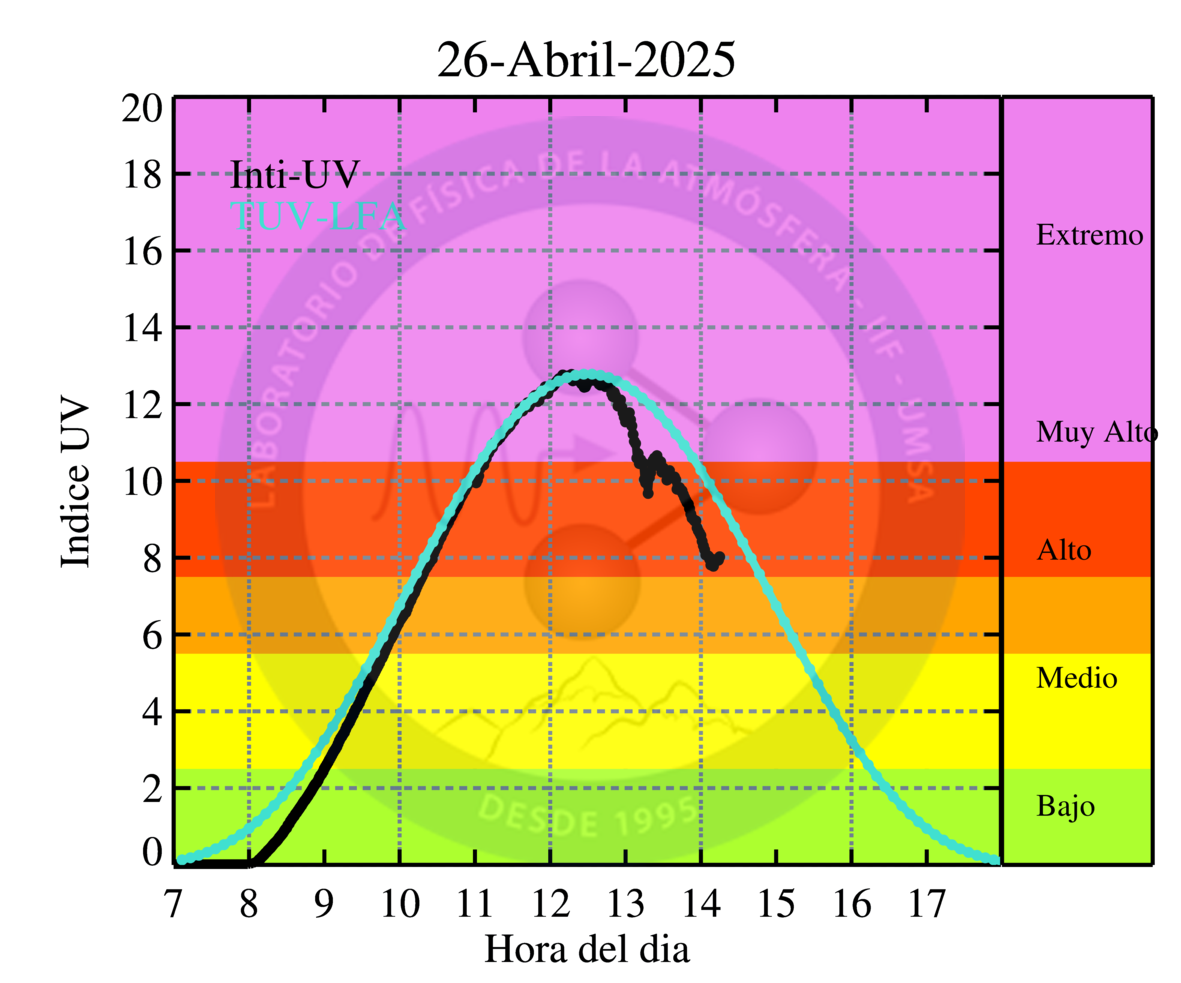 26-Abril-2025
Indice UV
20
18
16
14
12
10
8
6
4
2
0
Inti-UV
TUV-LFA
LABORATORIO DE FÍSICA DE LA ATMÓSFERA - IIF - UMSA
DESDE 1995
Extremo
Muy Alto
Alto
Medio
Bajo
7 8 9 10 11 12 13 14 15 16 17
Hora del dia